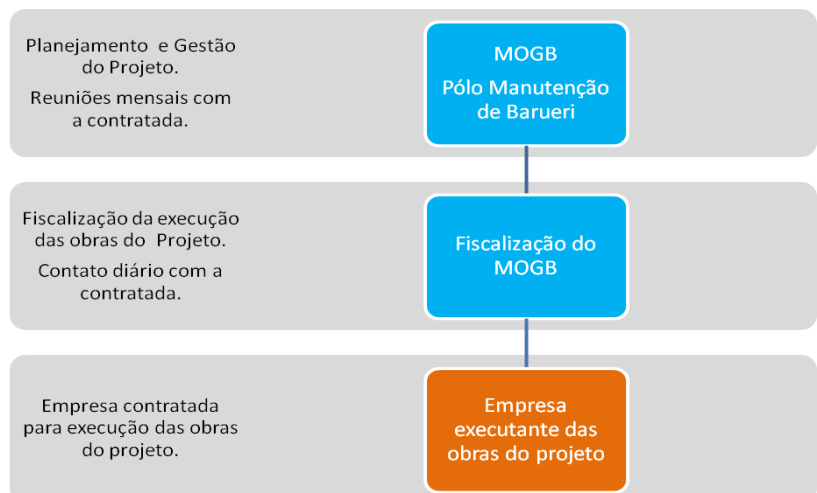 Planejamento e Gestão
do Projeto.
Reuniões mensais com
a contratada.
MOGB
Pólo Manutenção
de Barueri
Fiscalização da execução
das obras do Projeto.
Contato diário com a
contratada.
Fiscalização do
MOGB
Empresa contratada
para execução das obras
do projeto.
Empresa
executante das
obras do projeto